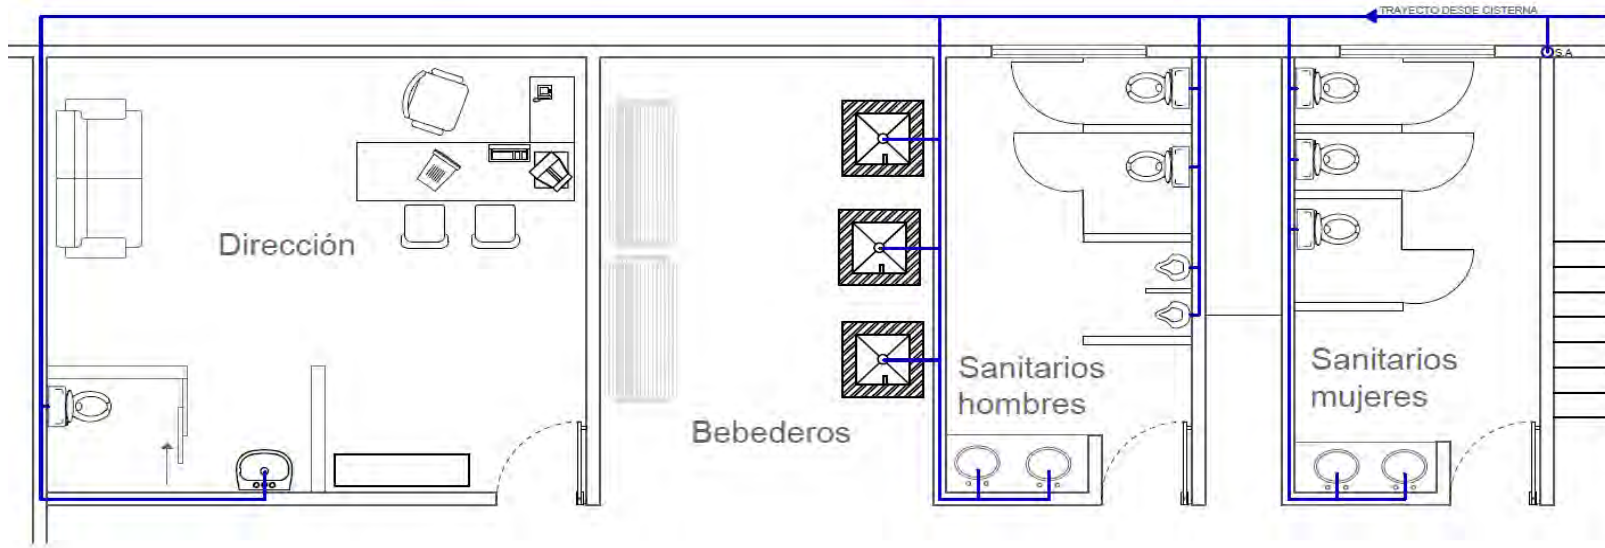 TRAYECTO DESDE CISTERNA
S.A
Dirección
Bebederos
Sanitarios
hombres
Sanitarios
mujeres